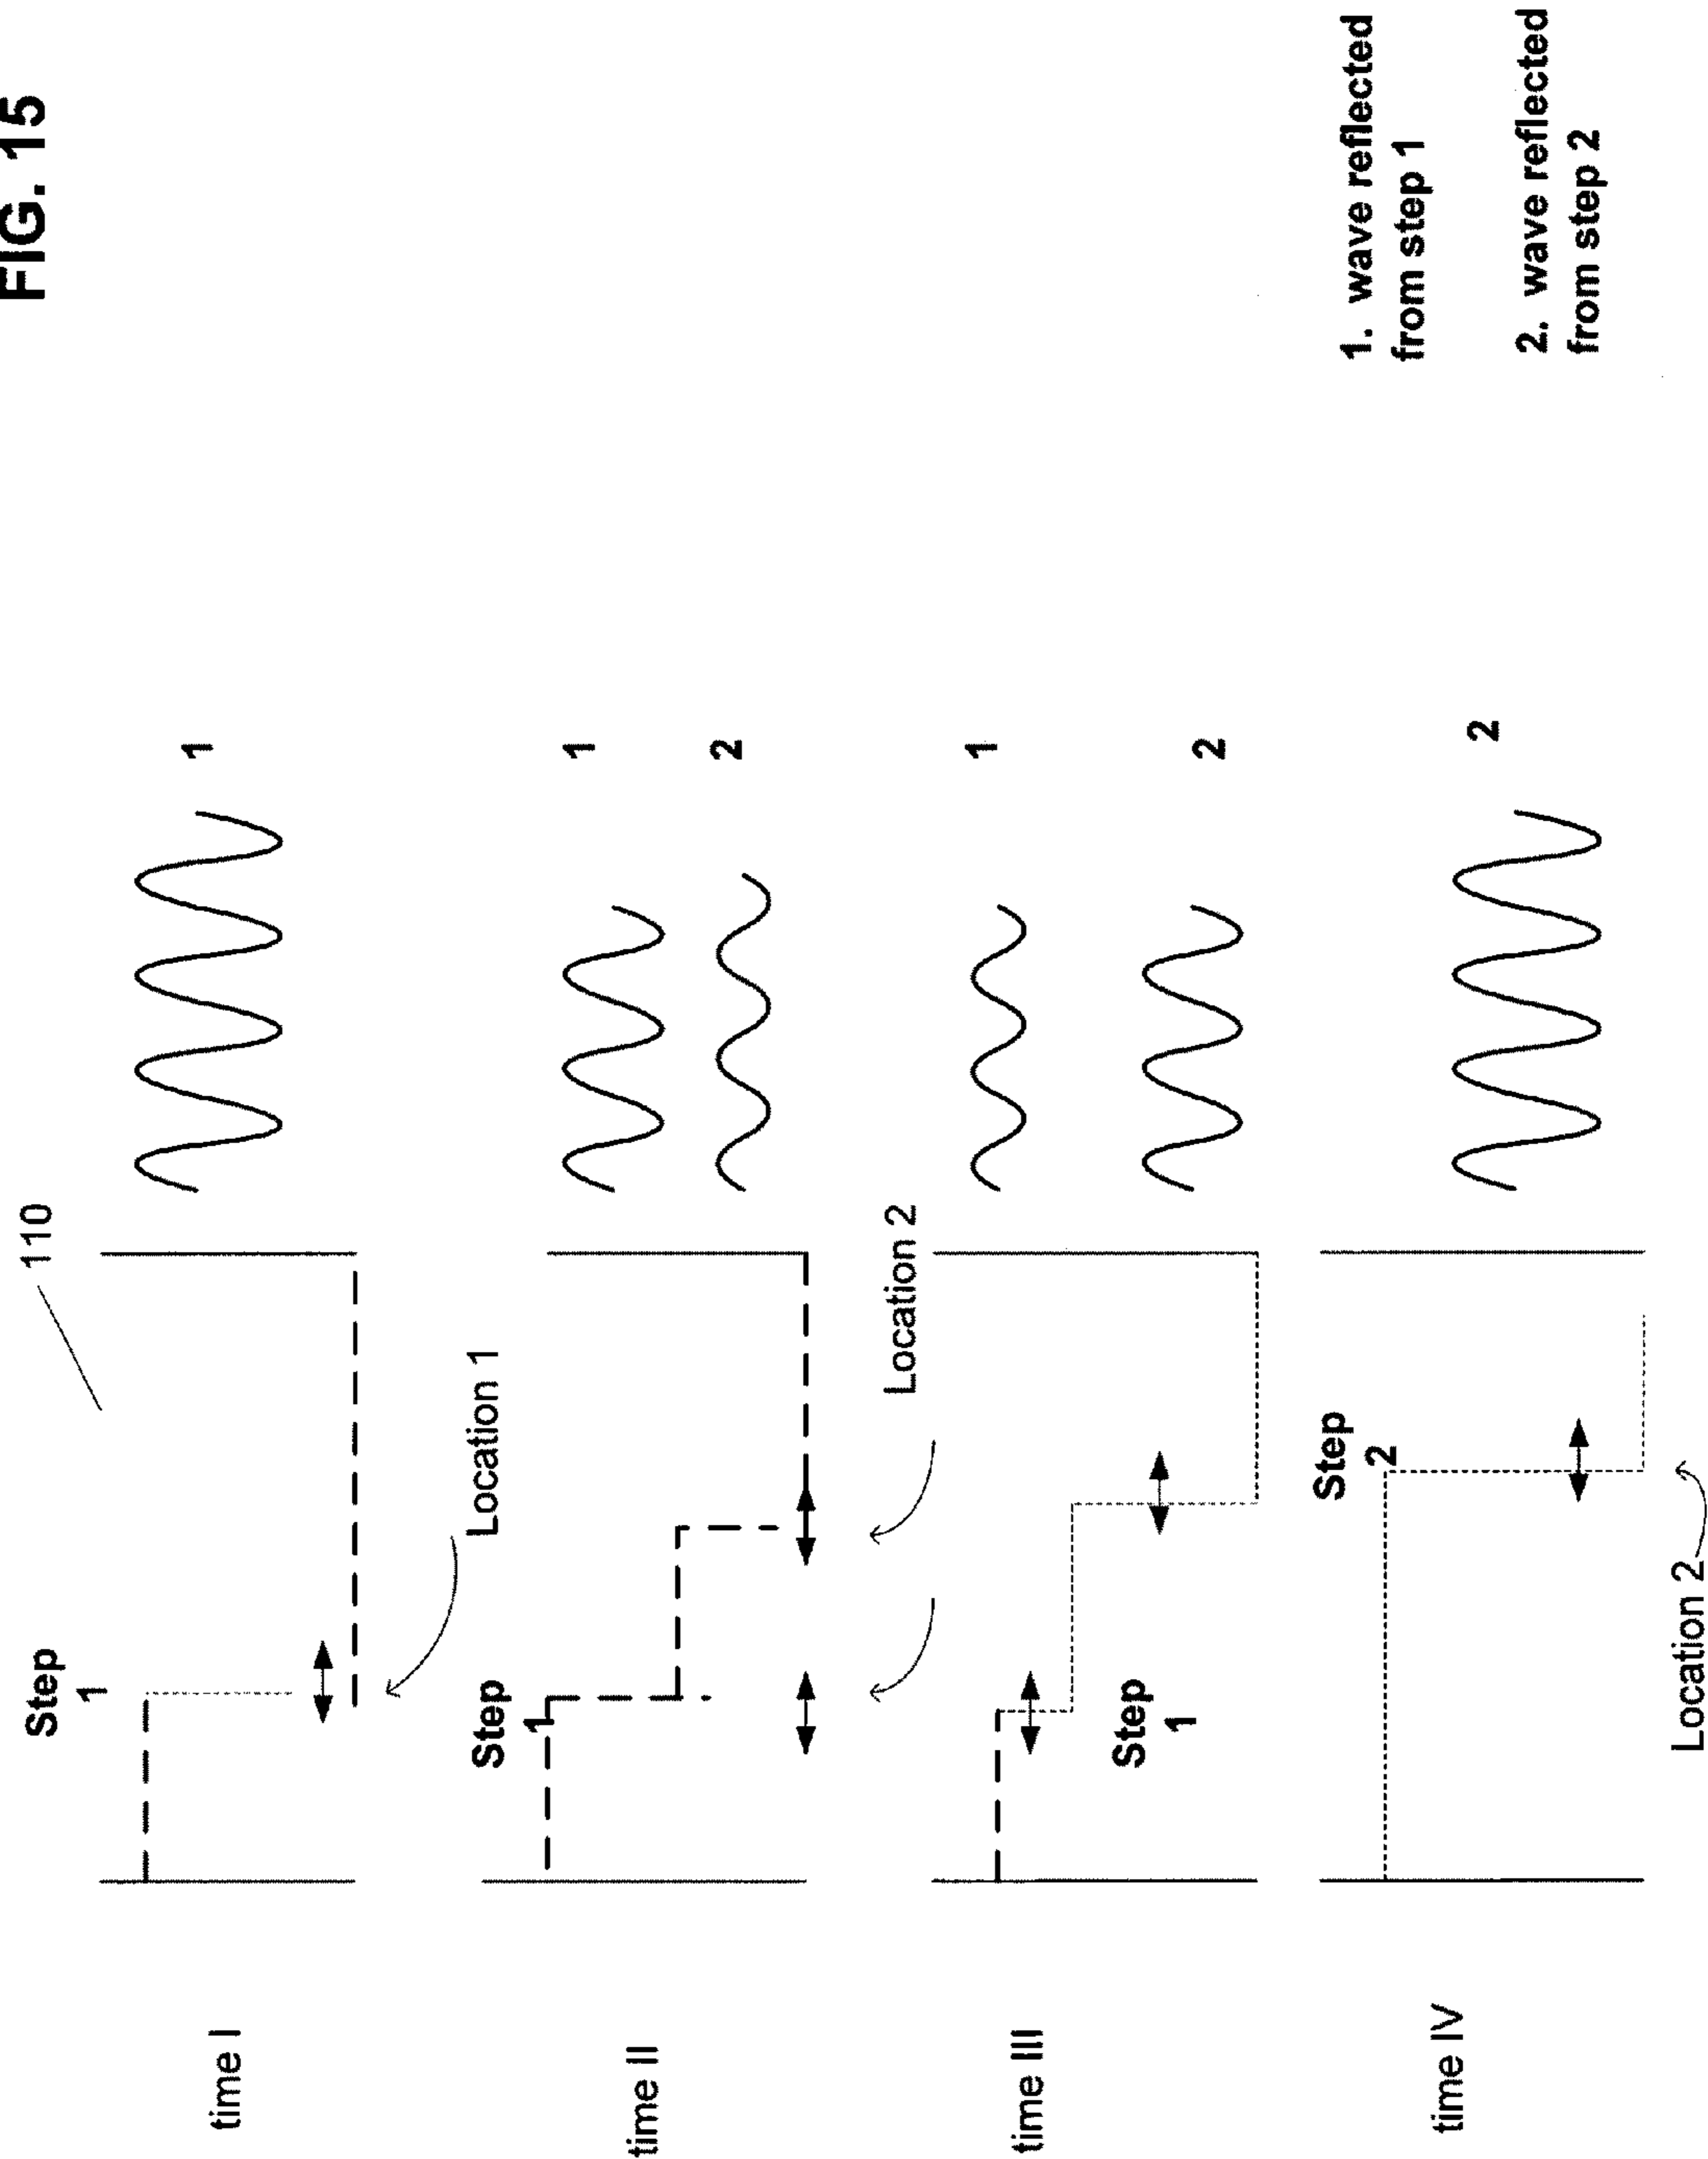 FIG. 15
110
time I
Step
1
1
Location 1
time II
Step
1
1
2
Location 2
time III
Step
1
1
2
time IV
Step
2
2
Location 2
1. wave reflected
from step 1
2. wave reflected
from step 2